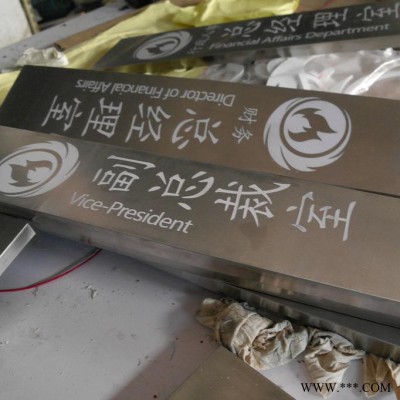 Financial Affairs Department
财务
总经理室
Director of Financial Affairs
副总裁室
Vice-President
www.***.COM